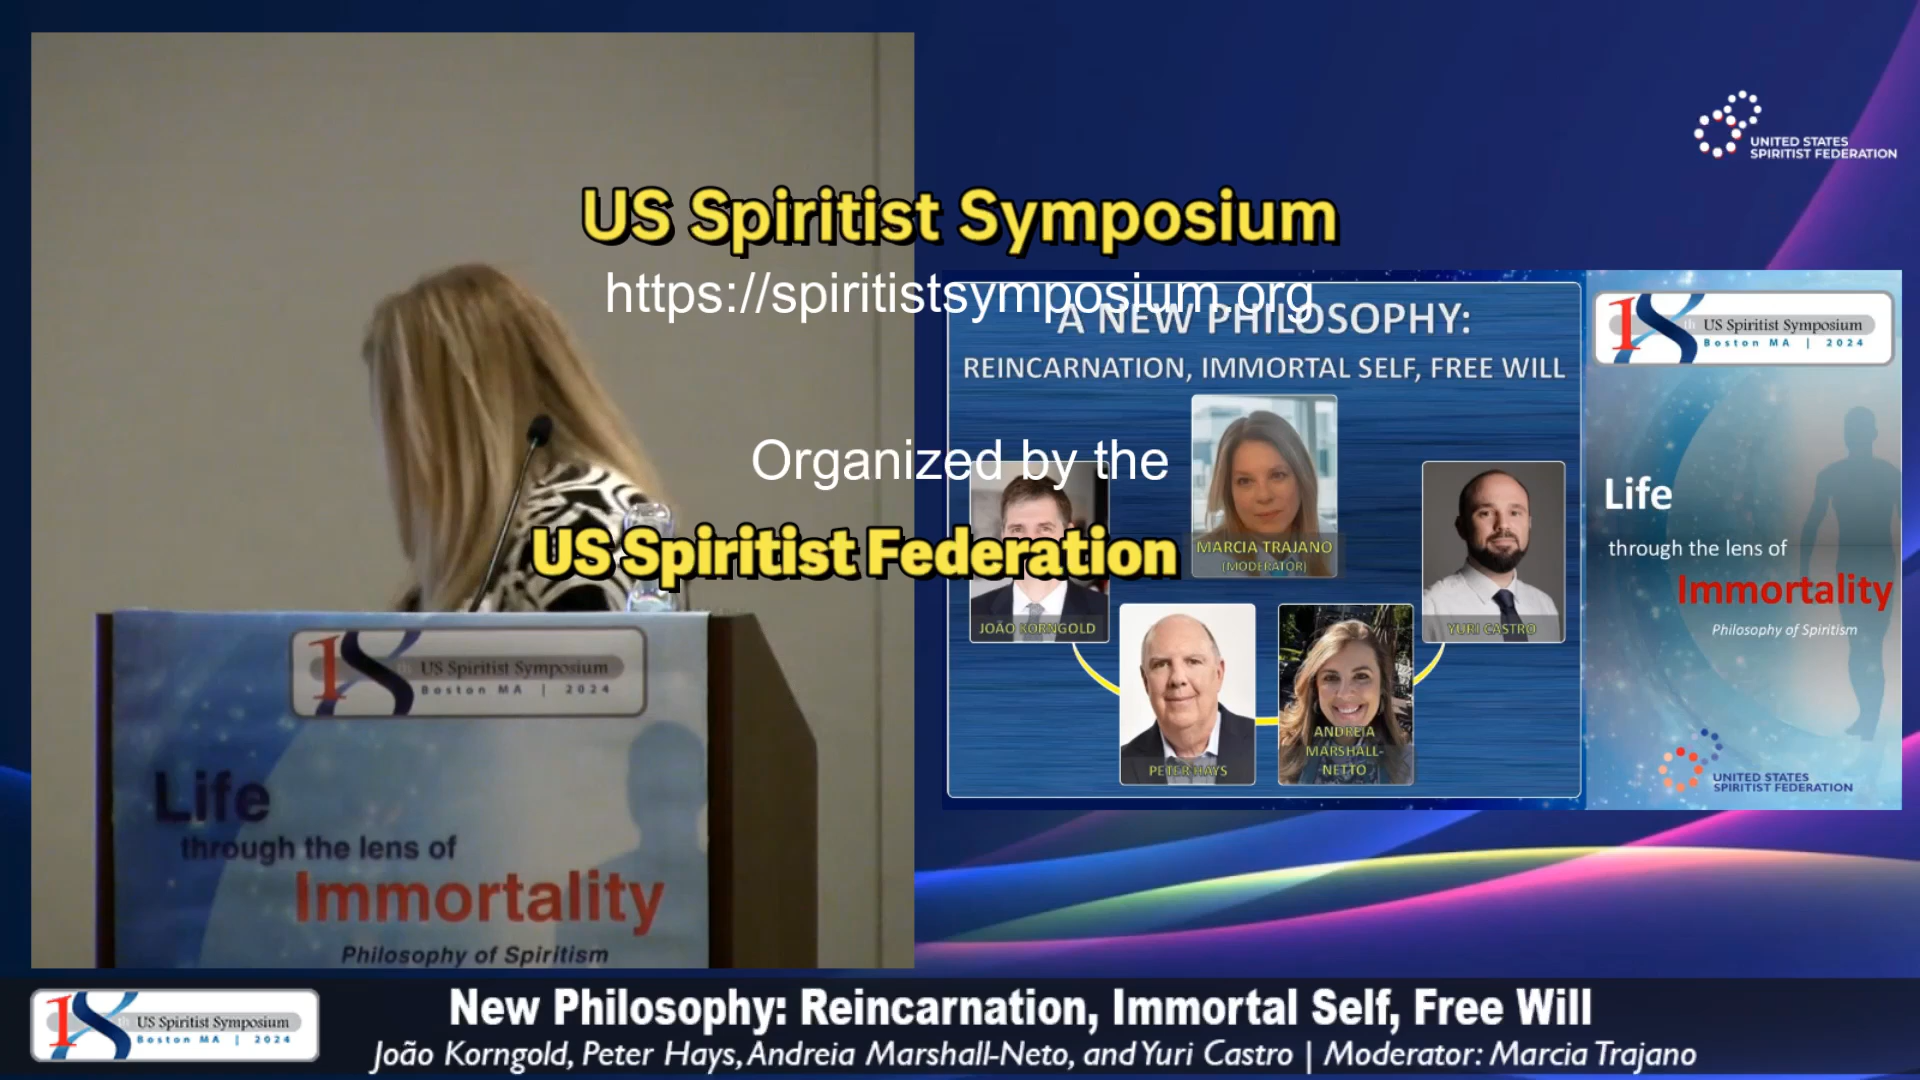 UNITED STATES
SPIRITIST FEDERATION
US Spiritist Symposium
https://spiritistsymposium.org
Organized by the
US Spiritist Federation
A NEW PHILOSOPHY:
REINCARNATION, IMMORTAL SELF, FREE WILL
MARCIA TRAJANO
(MODERATOR)
JOÃO KORNGOLD
YURI CASTRO
PETER HAYS
ANDREIA
MARSHALL-
NETTO
18th US Spiritist Symposium
Boston MA | 2024
Life
through the lens of
Immortality
Philosophy of Spiritism
UNITED STATES
SPIRITIST FEDERATION
18th US Spiritist Symposium
Boston MA | 2024
Life
through the lens of
Immortality
Philosophy of Spiritism
18th US Spiritist Symposium
Boston MA | 2024
New Philosophy: Reincarnation, Immortal Self, Free Will
João Korngold, Peter Hays, Andreia Marshall-Neto, and Yuri Castro | Moderator: Marcia Trajano